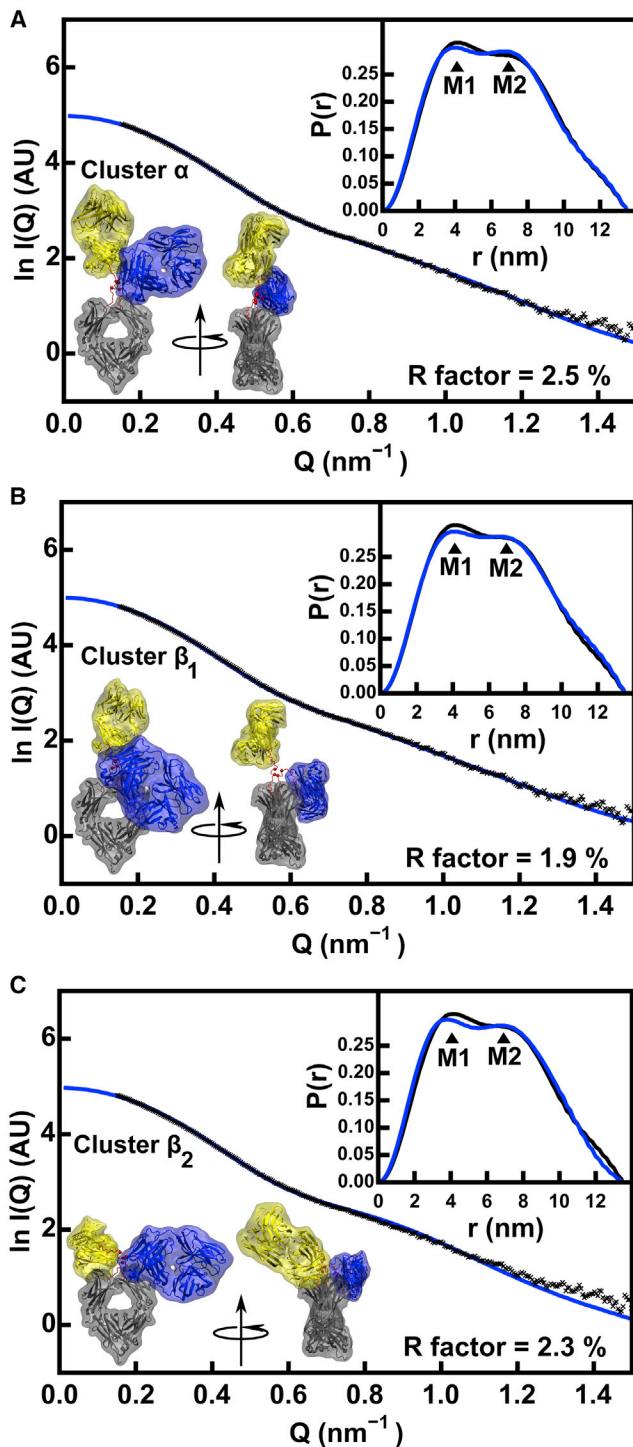 A
ln I(Q) (AU)
6
4
2
0
Cluster α
P(r)
0.25
0.20
0.15
0.10
0.05
0.00
M1 M2
0 2 4 6 8 10 12
r (nm)
R factor = 2.5 %
0.0 0.2 0.4 0.6 0.8 1.0 1.2 1.4
Q (nm⁻¹)
B
ln I(Q) (AU)
6
4
2
0
Cluster β₁
P(r)
0.25
0.20
0.15
0.10
0.05
0.00
M1 M2
0 2 4 6 8 10 12
r (nm)
R factor = 1.9 %
0.0 0.2 0.4 0.6 0.8 1.0 1.2 1.4
Q (nm⁻¹)
C
ln I(Q) (AU)
6
4
2
0
Cluster β₂
P(r)
0.25
0.20
0.15
0.10
0.05
0.00
M1 M2
0 2 4 6 8 10 12
r (nm)
R factor = 2.3 %
0.0 0.2 0.4 0.6 0.8 1.0 1.2 1.4
Q (nm⁻¹)